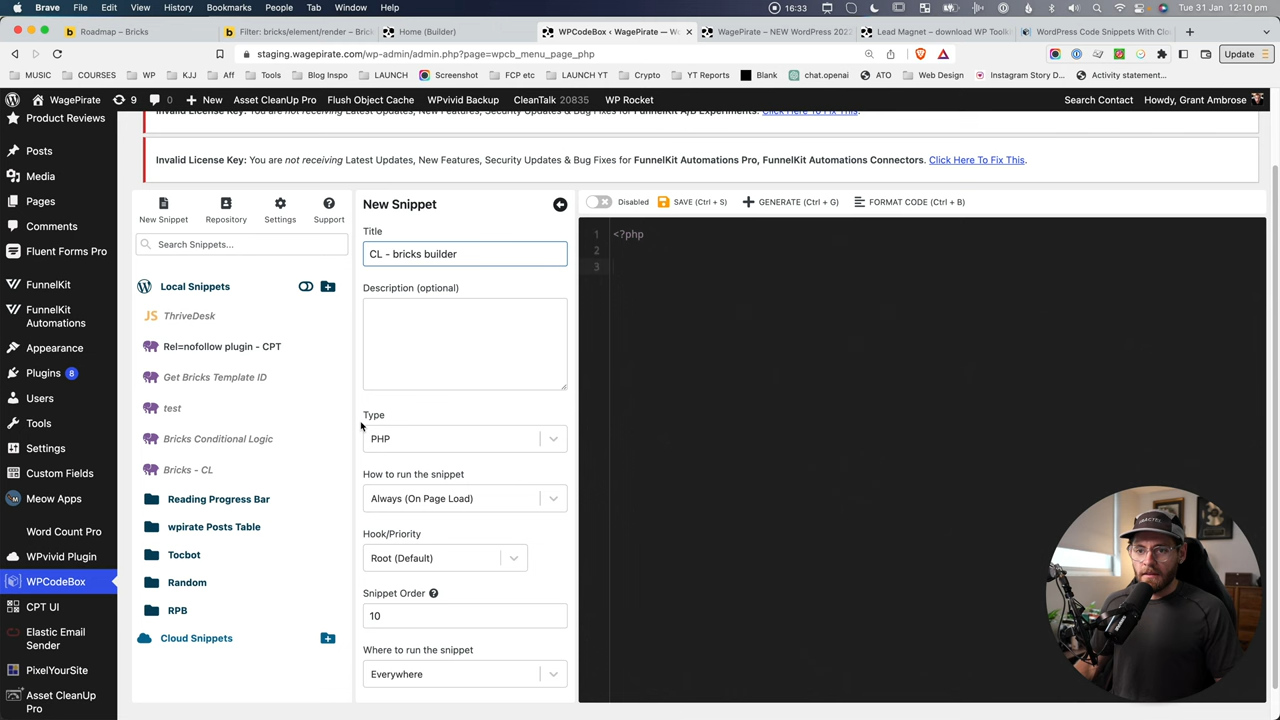 Brave File Edit View History Bookmarks People Tab Window Help 16:33 Tue 31 Jan 12:10 pm
Roadmap – Bricks
Filter: bricks/element/render – Brick
Home (Builder)
WPCodeBox ‹ WagePirate — Wo
WagePirate – NEW WordPress 2022
Lead Magnet – download WP Toolk
WordPress Code Snippets With Clo
staging.wagepirate.com/wp-admin/admin.php?page=wpcb_menu_page_php
Update
MUSIC COURSES WP KJJ Aff Tools Blog Inspo LAUNCH Screenshot FCP etc LAUNCH YT Crypto YT Reports Blank chat.openai ATO Web Design Instagram Story D... Activity statement...
WagePirate 9 0 New Asset CleanUp Pro Flush Object Cache WPvivid Backup CleanTalk 20835 WP Rocket Search Contact Howdy, Grant Ambrose
Invalid License Key: You are not receiving Latest Updates, New Features, Security Updates & Bug Fixes for FunnelKit A/B Experiments. Click Here To Fix This.
Invalid License Key: You are not receiving Latest Updates, New Features, Security Updates & Bug Fixes for FunnelKit Automations Pro, FunnelKit Automations Connectors. Click Here To Fix This.
Product Reviews
Posts
Media
Pages
Comments
Fluent Forms Pro
FunnelKit
FunnelKit
Automations
Appearance
Plugins 8
Users
Tools
Settings
Custom Fields
Meow Apps
Word Count Pro
WPvivid Plugin
WPCodeBox
CPT UI
Elastic Email
Sender
PixelYourSite
Asset CleanUp
Pro
New Snippet
Repository
Settings
Support
Search Snippets...
Local Snippets
JS ThriveDesk
Rel=nofollow plugin - CPT
Get Bricks Template ID
test
Bricks Conditional Logic
Bricks - CL
Reading Progress Bar
wpirate Posts Table
Tocbot
Random
RPB
Cloud Snippets
New Snippet
Title
CL - bricks builder
Description (optional)
Type
PHP
How to run the snippet
Always (On Page Load)
Hook/Priority
Root (Default)
Snippet Order
10
Where to run the snippet
Everywhere
Disabled SAVE (Ctrl + S) GENERATE (Ctrl + G) FORMAT CODE (Ctrl + B)
1 <?php
2
3